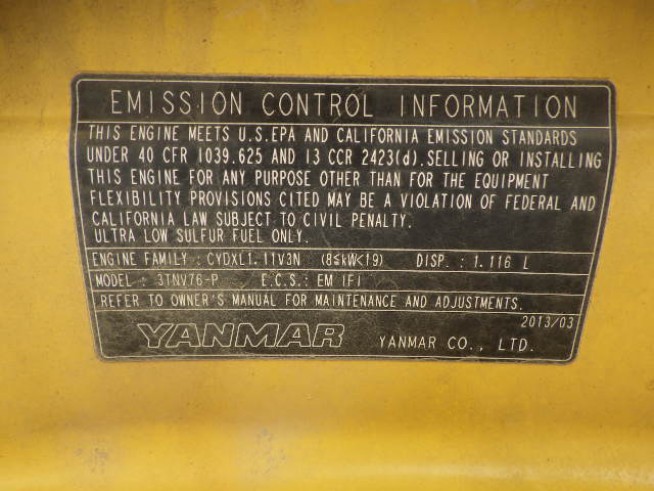 EMISSION CONTROL INFORMATION
THIS ENGINE MEETS U.S.EPA AND CALIFORNIA EMISSION STANDARDS
UNDER 40 CFR 1039.625 AND 13 CCR 2423(d).SELLING OR INSTALLING
THIS ENGINE FOR ANY PURPOSE OTHER THAN FOR THE EQUIPMENT
FLEXIBILITY PROVISIONS CITED MAY BE A VIOLATION OF FEDERAL AND
CALIFORNIA LAW SUBJECT TO CIVIL PENALTY.
ULTRA LOW SULFUR FUEL ONLY.
ENGINE FAMILY : CYDXL1.11V3N (8≤kW<19) DISP. : 1.116 L
MODEL : 3TNV76-P E.C.S.: EM IFI
REFER TO OWNER'S MANUAL FOR MAINTENANCE AND ADJUSTMENTS.
2013/03
YANMAR YANMAR CO., LTD.